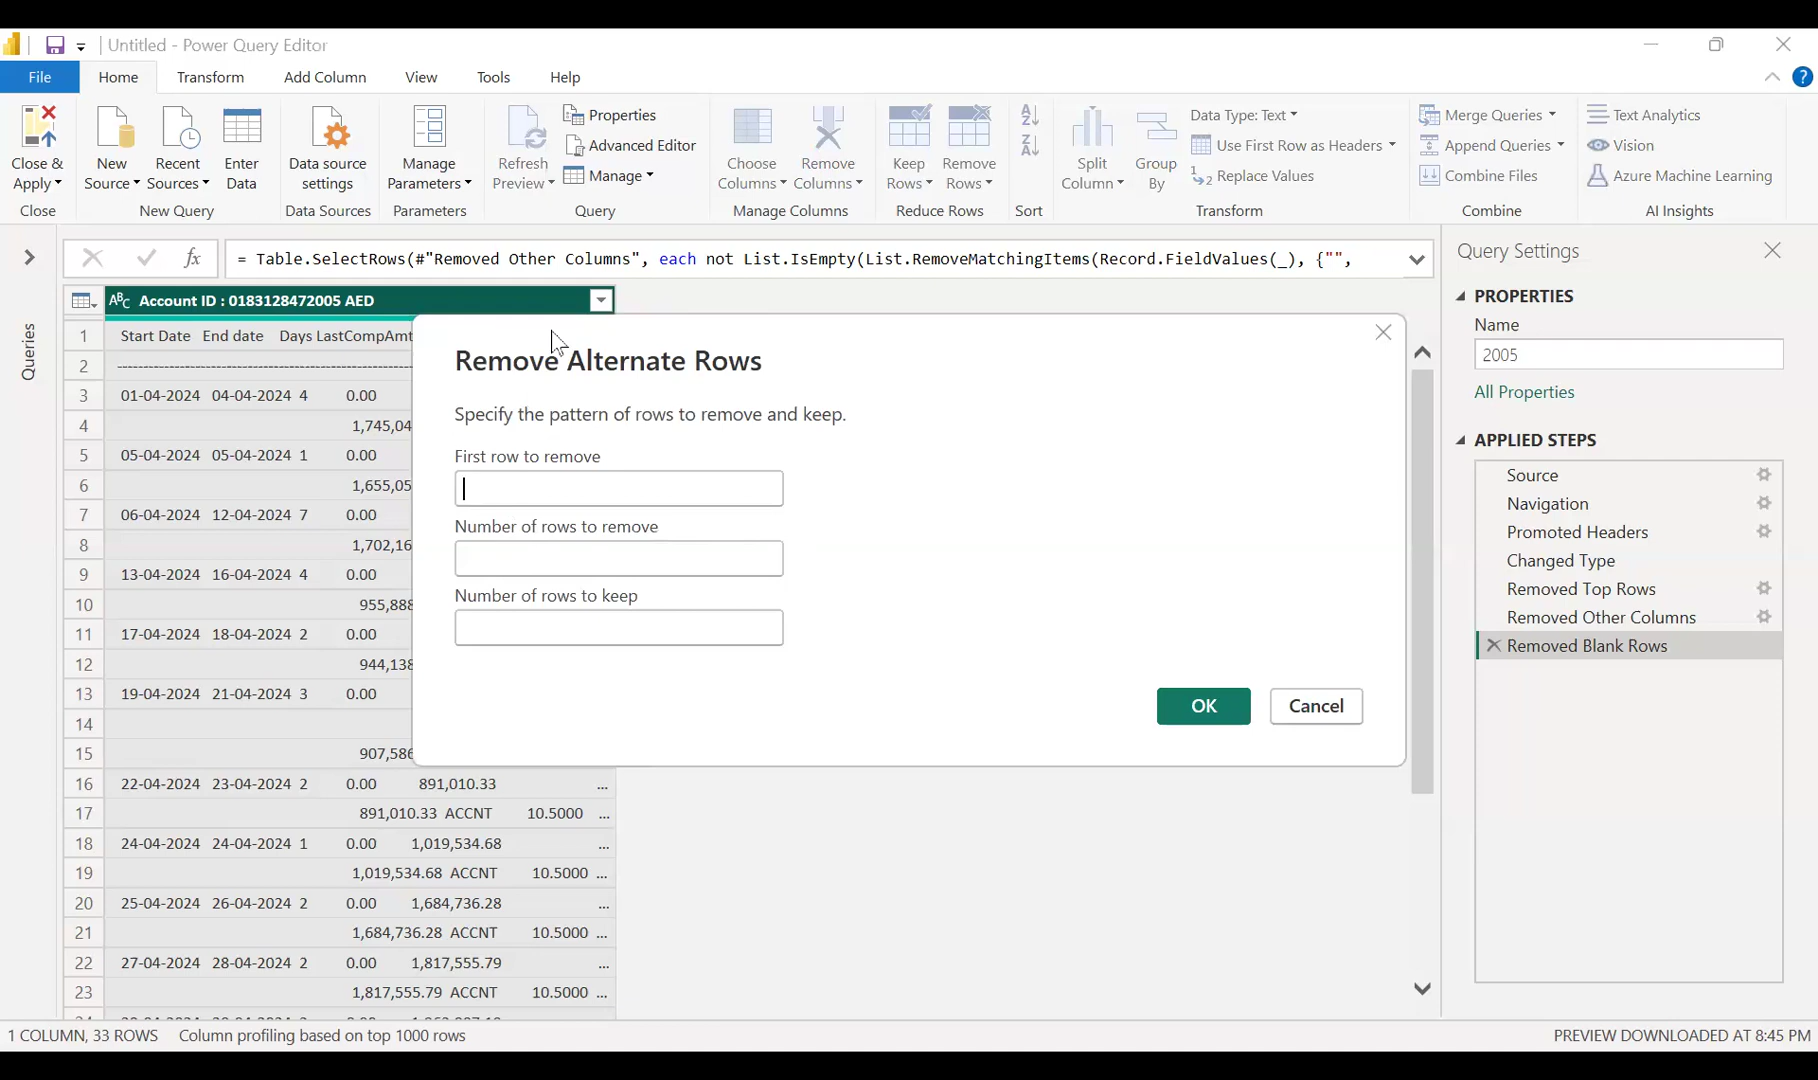 Untitled - Power Query Editor
File Home Transform Add Column View Tools Help
Close & Apply
New Source
Recent Sources
Enter Data
Data source settings
Manage Parameters
Refresh Preview
Properties
Advanced Editor
Manage
Choose Columns
Remove Columns
Keep Rows
Remove Rows
Split Column
Group By
Data Type: Text
Use First Row as Headers
Replace Values
Merge Queries
Append Queries
Combine Files
Text Analytics
Vision
Azure Machine Learning
Close New Query Data Sources Parameters Query Manage Columns Reduce Rows Sort Transform Combine AI Insights
fx = Table.SelectRows(#"Removed Other Columns", each not List.IsEmpty(List.RemoveMatchingItems(Record.FieldValues(_), {"",
Queries
ABC Account ID : 0183128472005 AED
1 Start Date End date Days LastCompAmt
2 --------------------------------------------------
3 01-04-2024 04-04-2024 4 0.00
4 1,745,04
5 05-04-2024 05-04-2024 1 0.00
6 1,655,05
7 06-04-2024 12-04-2024 7 0.00
8 1,702,16
9 13-04-2024 16-04-2024 4 0.00
10 955,888
11 17-04-2024 18-04-2024 2 0.00
12 944,138
13 19-04-2024 21-04-2024 3 0.00
14
15 907,586
16 22-04-2024 23-04-2024 2 0.00 891,010.33 ...
17 891,010.33 ACCNT 10.5000 ...
18 24-04-2024 24-04-2024 1 0.00 1,019,534.68 ...
19 1,019,534.68 ACCNT 10.5000 ...
20 25-04-2024 26-04-2024 2 0.00 1,684,736.28 ...
21 1,684,736.28 ACCNT 10.5000 ...
22 27-04-2024 28-04-2024 2 0.00 1,817,555.79 ...
23 1,817,555.79 ACCNT 10.5000 ...
Remove Alternate Rows
Specify the pattern of rows to remove and keep.
First row to remove
Number of rows to remove
Number of rows to keep
OK Cancel
Query Settings
PROPERTIES
Name
2005
All Properties
APPLIED STEPS
Source
Navigation
Promoted Headers
Changed Type
Removed Top Rows
Removed Other Columns
Removed Blank Rows
1 COLUMN, 33 ROWS Column profiling based on top 1000 rows
PREVIEW DOWNLOADED AT 8:45 PM